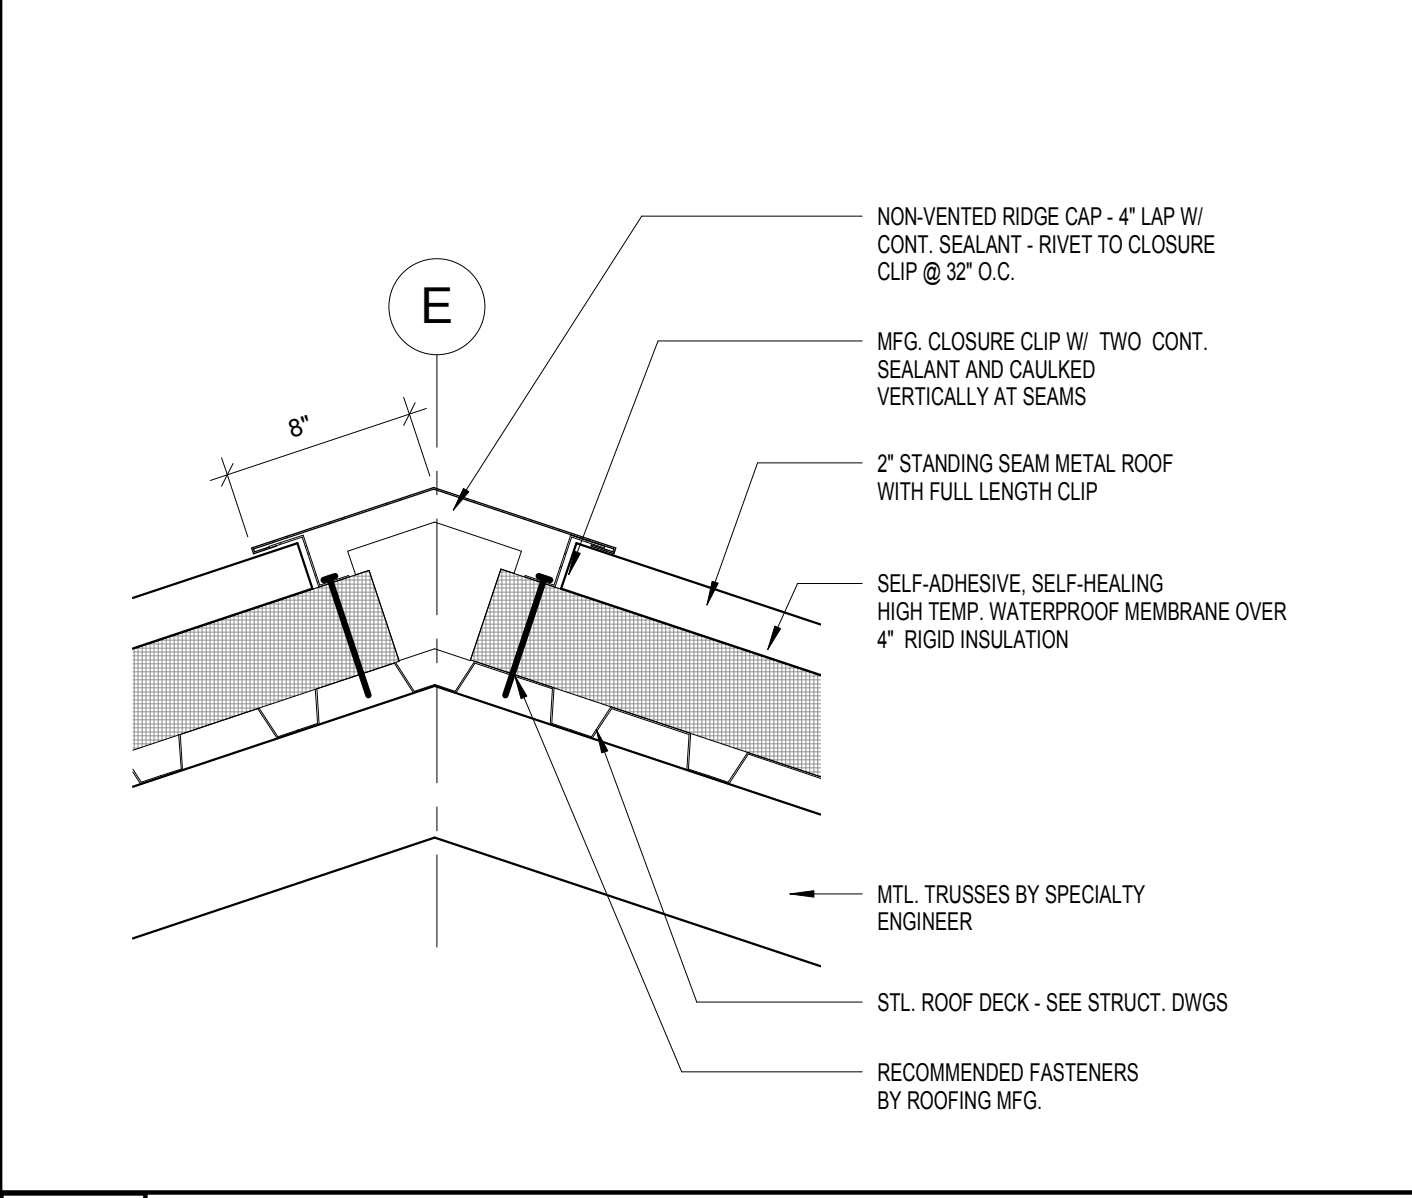 NON-VENTED RIDGE CAP - 4" LAP W/
CONT. SEALANT - RIVET TO CLOSURE
CLIP @ 32" O.C.
E
MFG. CLOSURE CLIP W/ TWO CONT.
SEALANT AND CAULKED
VERTICALLY AT SEAMS
8"
2" STANDING SEAM METAL ROOF
WITH FULL LENGTH CLIP
SELF-ADHESIVE, SELF-HEALING
HIGH TEMP. WATERPROOF MEMBRANE OVER
4" RIGID INSULATION
MTL. TRUSSES BY SPECIALTY
ENGINEER
STL. ROOF DECK - SEE STRUCT. DWGS
RECOMMENDED FASTENERS
BY ROOFING MFG.